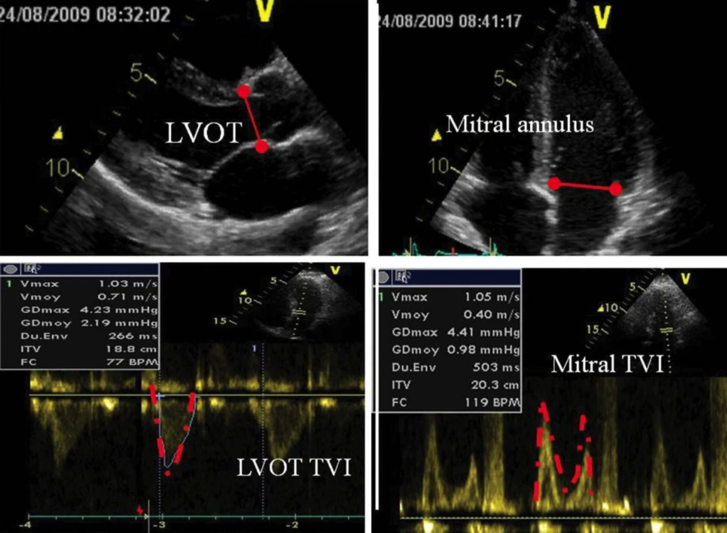 24/08/2009 08:32:02
V
5
LVOT
10
24/08/2009 08:41:17
V
5
Mitral annulus
10
1 Vmax 1.03 m/s
Vmoy 0.71 m/s
GDmax 4.23 mmHg
GDmoy 2.19 mmHg
Du.Env 266 ms
ITV 18.8 cm
FC 77 BPM
V
5
10
15
1
LVOT TVI
-4
-3
-2
1 Vmax 1.05 m/s
Vmoy 0.40 m/s
GDmax 4.41 mmHg
GDmoy 0.98 mmHg
Du.Env 503 ms
ITV 20.3 cm
FC 119 BPM
V
5
10
15
Mitral TVI